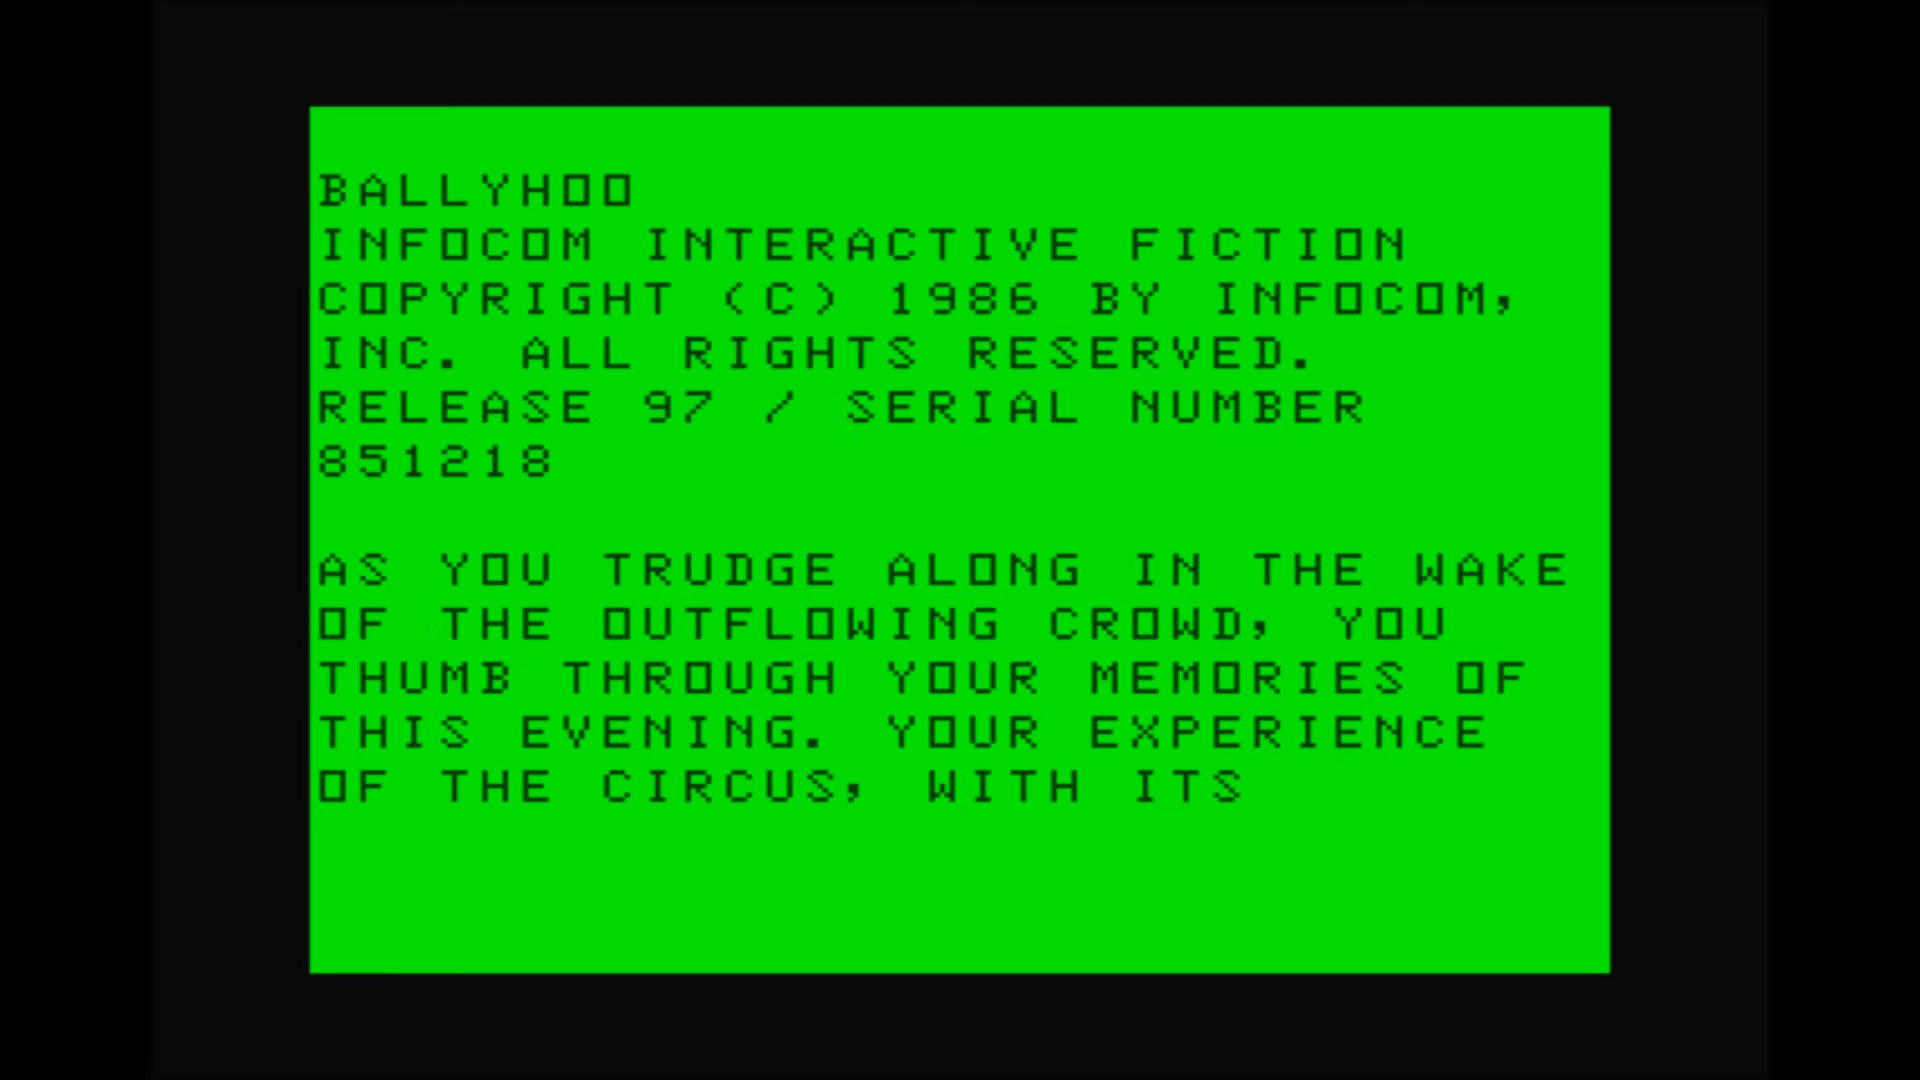 BALLYHOO
INFOCOM INTERACTIVE FICTION
COPYRIGHT (C) 1986 BY INFOCOM,
INC. ALL RIGHTS RESERVED.
RELEASE 97 / SERIAL NUMBER
851218
AS YOU TRUDGE ALONG IN THE WAKE
OF THE OUTFLOWING CROWD, YOU
THUMB THROUGH YOUR MEMORIES OF
THIS EVENING. YOUR EXPERIENCE
OF THE CIRCUS, WITH ITS